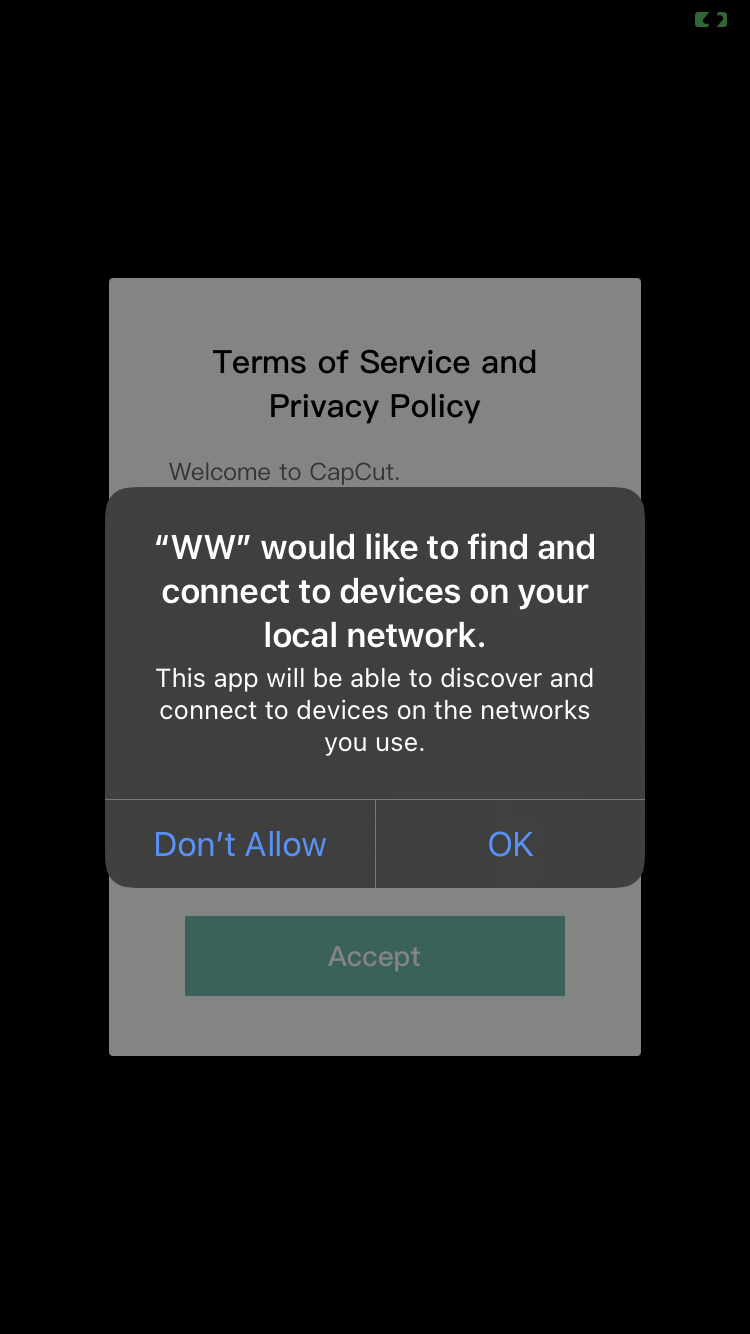 Terms of Service and
Privacy Policy
Welcome to CapCut.
“WW” would like to find and
connect to devices on your
local network.
This app will be able to discover and
connect to devices on the networks
you use.
Don’t Allow
OK
Accept